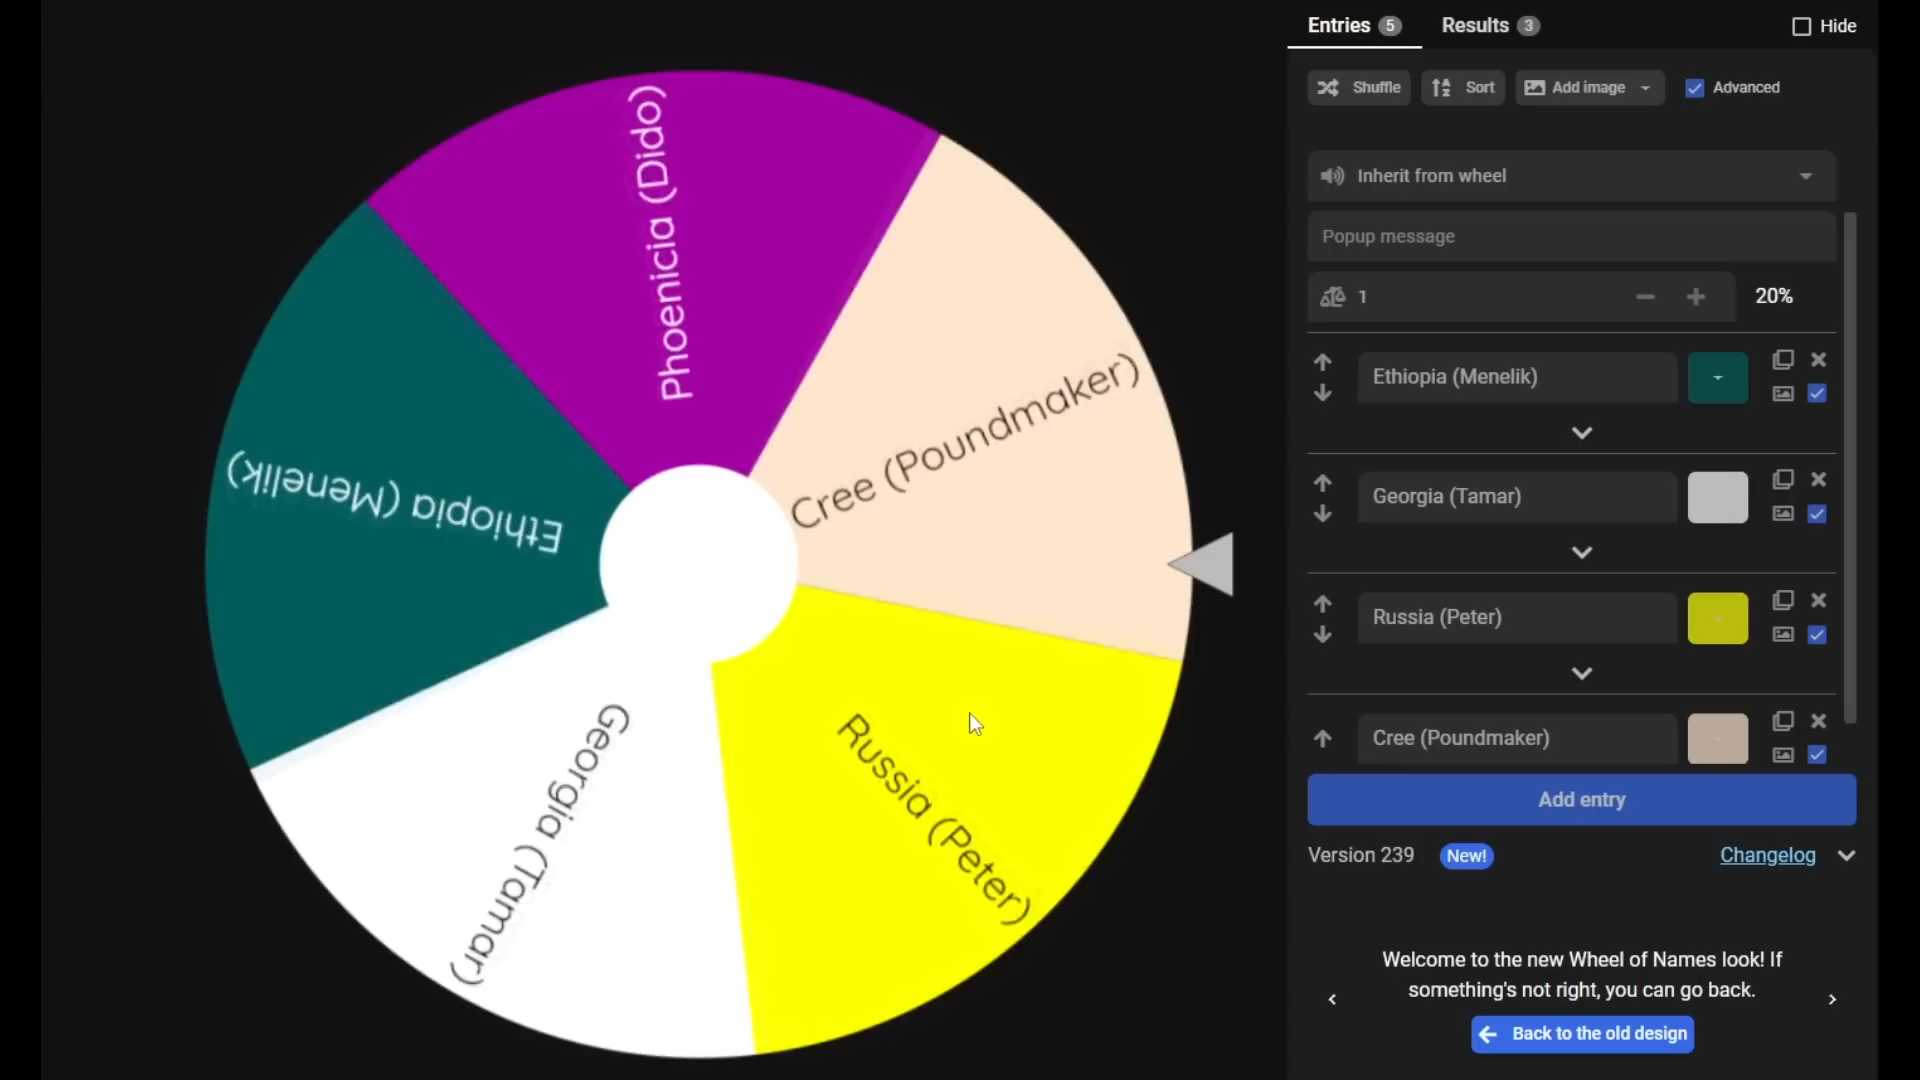 Entries 5 Results 3 Hide
Shuffle Sort Add image Advanced
Inherit from wheel
Popup message
1 20%
Ethiopia (Menelik)
Georgia (Tamar)
Russia (Peter)
Cree (Poundmaker)
Add entry
Version 239 New! Changelog
Welcome to the new Wheel of Names look! If
something's not right, you can go back.
Back to the old design
Phoenicia (Dido)
Cree (Poundmaker)
Ethiopia (Menelik)
Georgia (Tamar)
Russia (Peter)